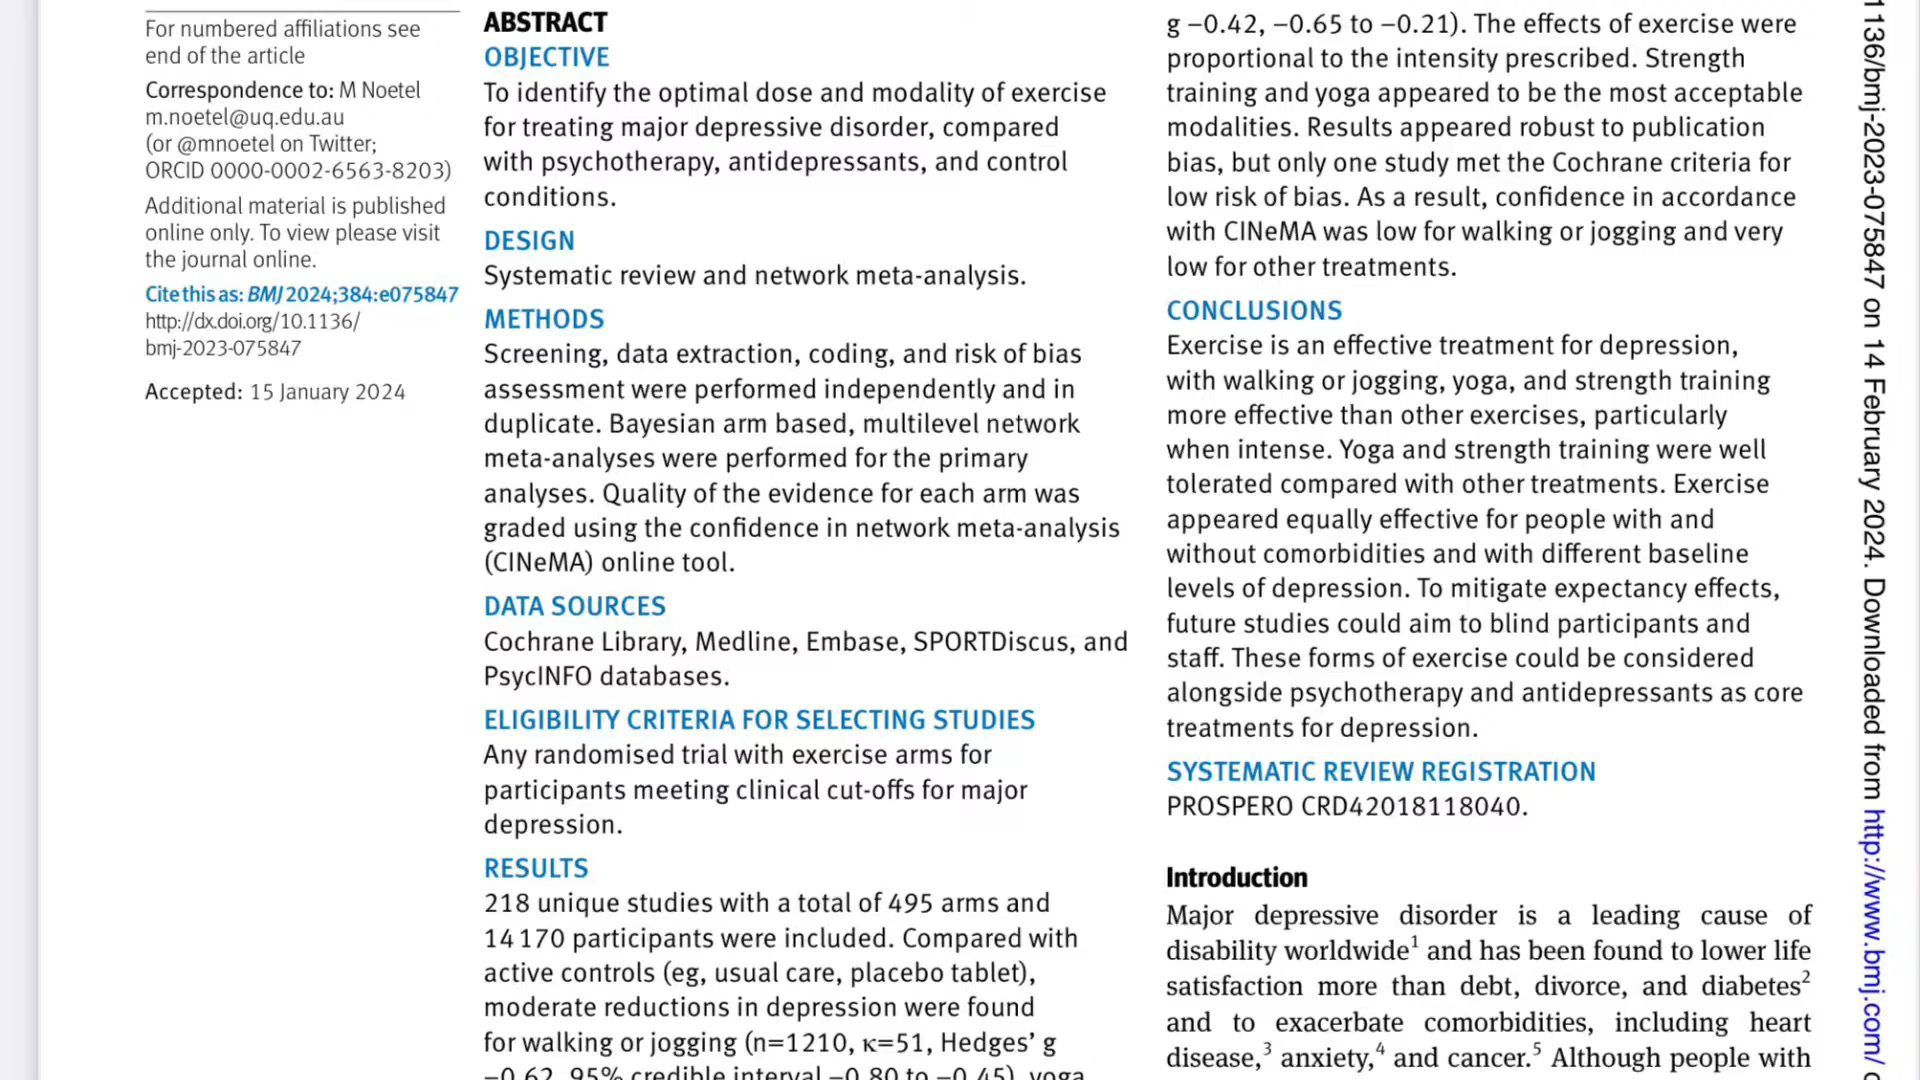 For numbered affiliations see
end of the article
Correspondence to: M Noetel
m.noetel@uq.edu.au
(or @mnoetel on Twitter;
ORCID 0000-0002-6563-8203)
Additional material is published
online only. To view please visit
the journal online.
Cite this as: BMJ 2024;384:e075847
http://dx.doi.org/10.1136/
bmj-2023-075847
Accepted: 15 January 2024
ABSTRACT
OBJECTIVE
To identify the optimal dose and modality of exercise
for treating major depressive disorder, compared
with psychotherapy, antidepressants, and control
conditions.
DESIGN
Systematic review and network meta-analysis.
METHODS
Screening, data extraction, coding, and risk of bias
assessment were performed independently and in
duplicate. Bayesian arm based, multilevel network
meta-analyses were performed for the primary
analyses. Quality of the evidence for each arm was
graded using the confidence in network meta-analysis
(CINeMA) online tool.
DATA SOURCES
Cochrane Library, Medline, Embase, SPORTDiscus, and
PsycINFO databases.
ELIGIBILITY CRITERIA FOR SELECTING STUDIES
Any randomised trial with exercise arms for
participants meeting clinical cut-offs for major
depression.
RESULTS
218 unique studies with a total of 495 arms and
14 170 participants were included. Compared with
active controls (eg, usual care, placebo tablet),
moderate reductions in depression were found
for walking or jogging (n=1210, κ=51, Hedges’ g
−0.62, 95% credible interval −0.80 to −0.45), yoga
g −0.42, −0.65 to −0.21). The effects of exercise were
proportional to the intensity prescribed. Strength
training and yoga appeared to be the most acceptable
modalities. Results appeared robust to publication
bias, but only one study met the Cochrane criteria for
low risk of bias. As a result, confidence in accordance
with CINeMA was low for walking or jogging and very
low for other treatments.
CONCLUSIONS
Exercise is an effective treatment for depression,
with walking or jogging, yoga, and strength training
more effective than other exercises, particularly
when intense. Yoga and strength training were well
tolerated compared with other treatments. Exercise
appeared equally effective for people with and
without comorbidities and with different baseline
levels of depression. To mitigate expectancy effects,
future studies could aim to blind participants and
staff. These forms of exercise could be considered
alongside psychotherapy and antidepressants as core
treatments for depression.
SYSTEMATIC REVIEW REGISTRATION
PROSPERO CRD42018118040.
Introduction
Major depressive disorder is a leading cause of
disability worldwide1 and has been found to lower life
satisfaction more than debt, divorce, and diabetes2
and to exacerbate comorbidities, including heart
disease,3 anxiety,4 and cancer.5 Although people with
1136/bmj-2023-075847 on 14 February 2024. Downloaded from http://www.bmj.com/